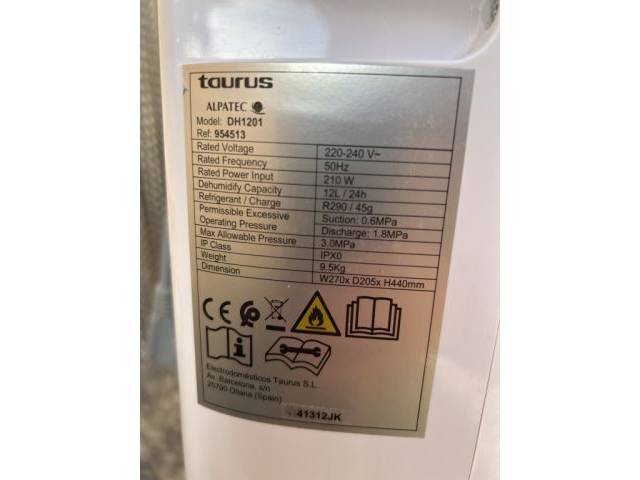 taurus
ALPATEC
Model: DH1201
Ref: 954513
Rated Voltage 220-240 V~
Rated Frequency 50Hz
Rated Power Input 210 W
Dehumidify Capacity 12L / 24h
Refrigerant / Charge R290 / 45g
Permissible Excessive Suction: 0.6MPa
Operating Pressure Discharge: 1.8MPa
Max Allowable Pressure 3.0MPa
IP Class IPX0
Weight 9.5Kg
Dimension W270x D205x H440mm
CE
Electrodomésticos Taurus S.L.
Av. Barcelona, s/n
25790 Oliana (Spain)
41312JK